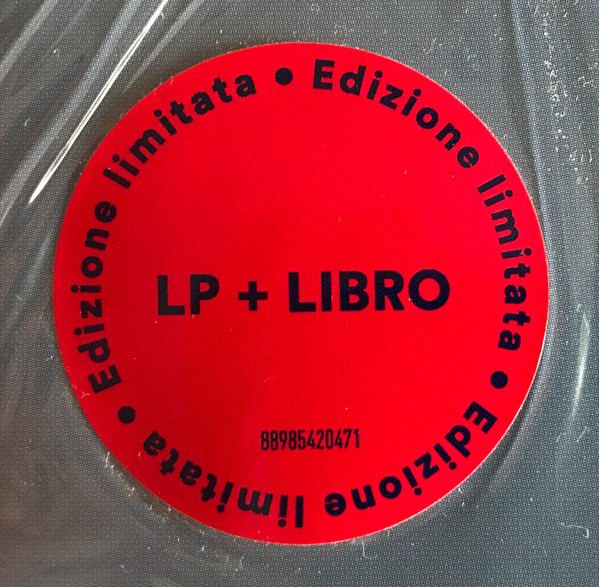 Edizione limitata • Edizione limitata • Edizione limitata •
LP + LIBRO
88985420471